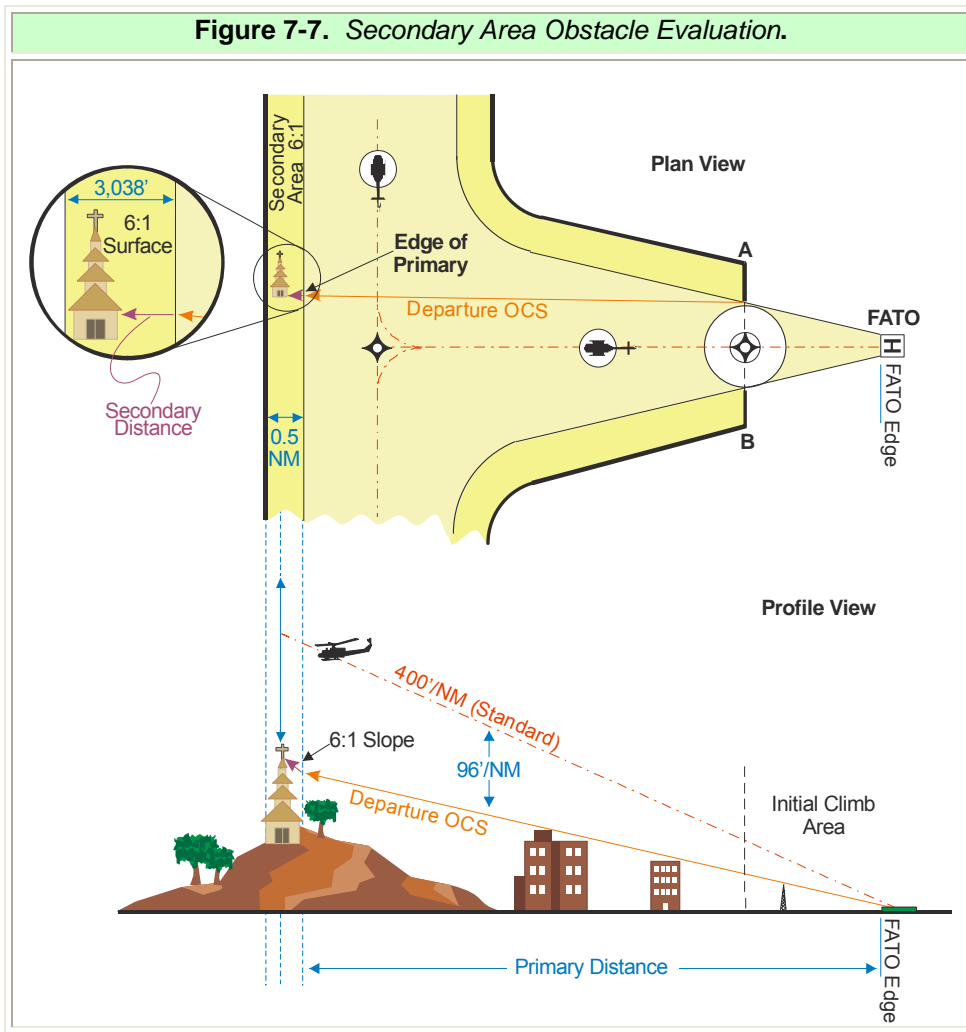 Figure 7-7. Secondary Area Obstacle Evaluation.
Secondary
Area 6:1
Plan View
3,038'
6:1
Surface
Edge of
Primary
A
Departure OCS
FATO
H
FATO Edge
Secondary
Distance
0.5
NM
B
Profile View
400'/NM (Standard)
6:1 Slope
96'/NM
Departure OCS
Initial Climb
Area
Primary Distance
FATO Edge